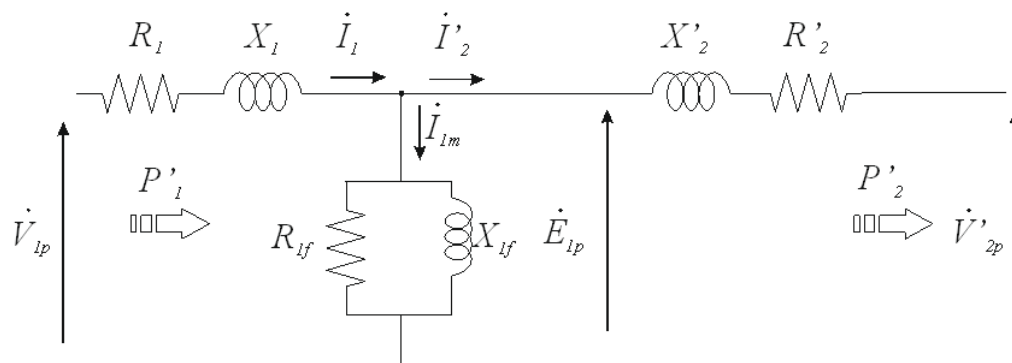 R₁ X₁ İ₁ İ'₂ X'₂ R'₂
İ₁ₘ
P'₁ P'₂
V̇₁ₚ R₁f X₁f Ė₁ₚ V̇'₂ₚ